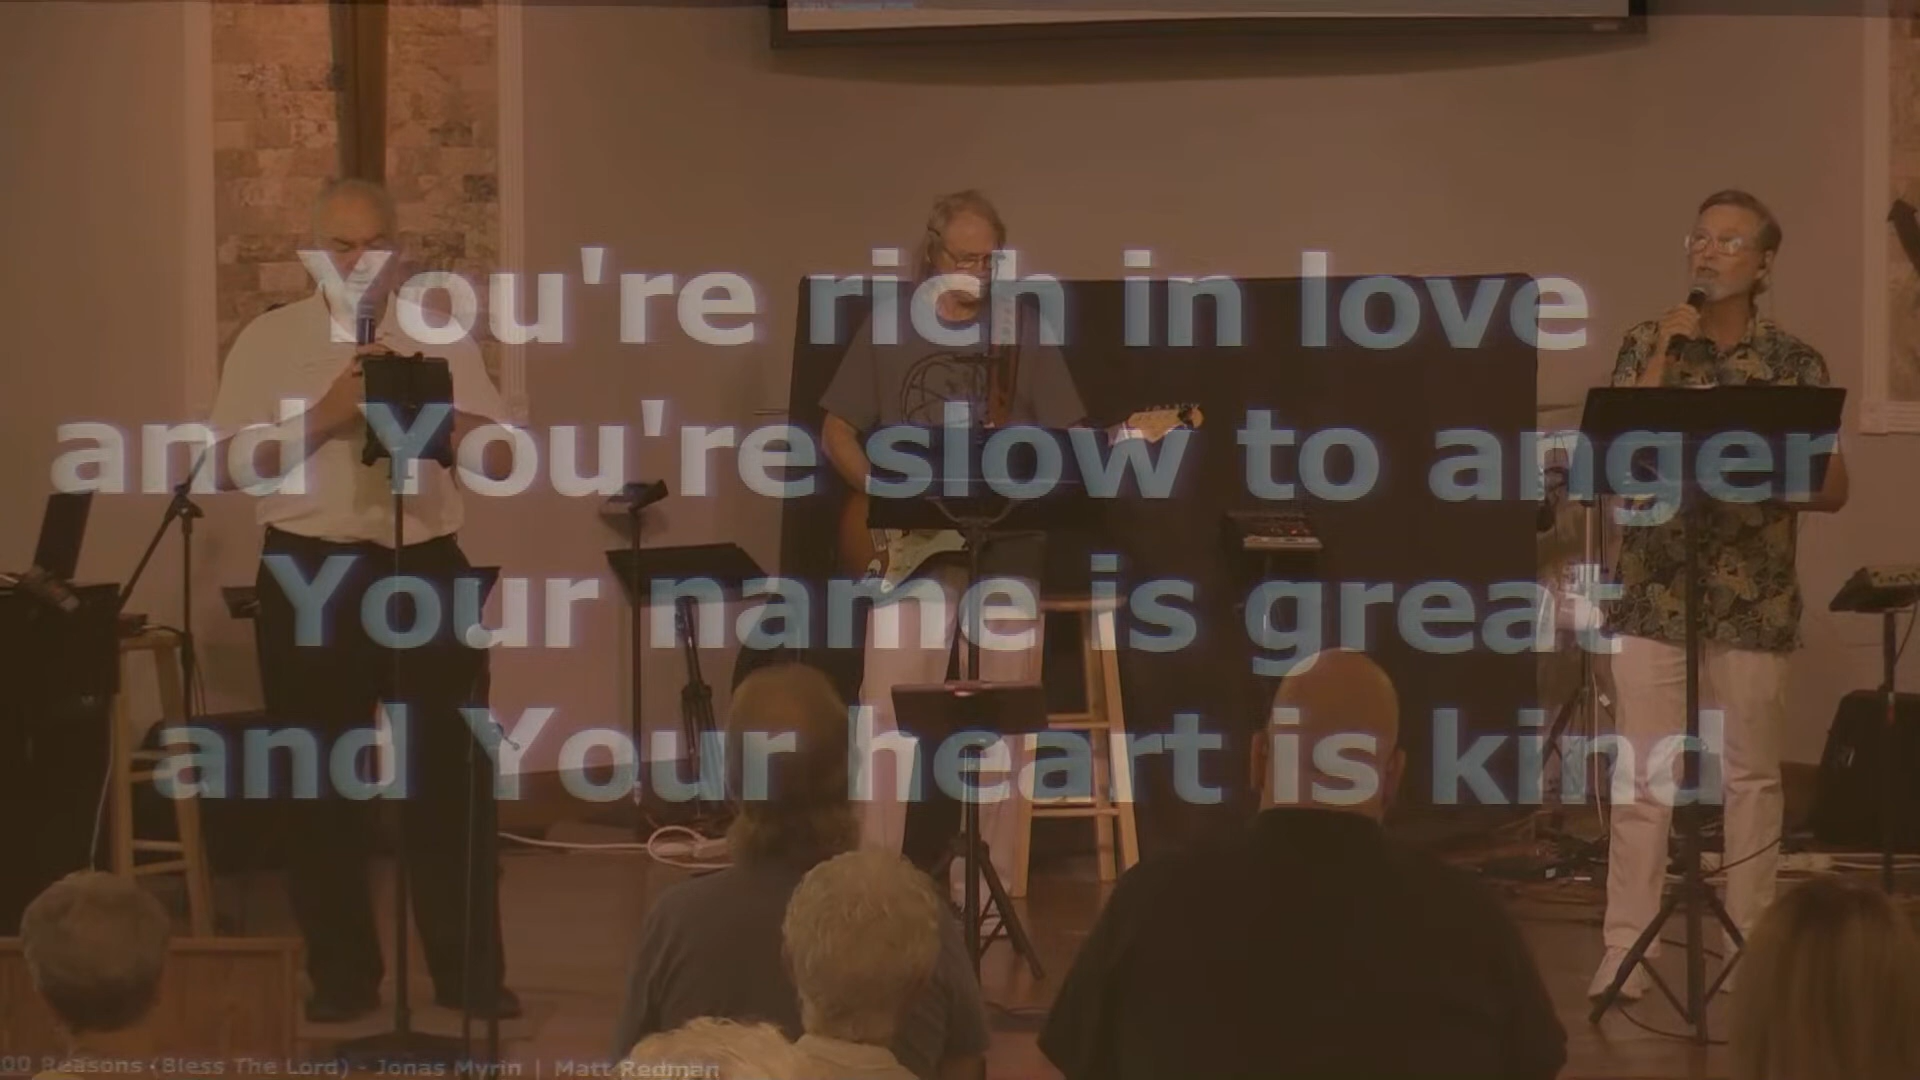 You're rich in love
and You're slow to anger
Your name is great
and Your heart is kind
00 Reasons (Bless The Lord) - Jonas Myrin | Matt Redman